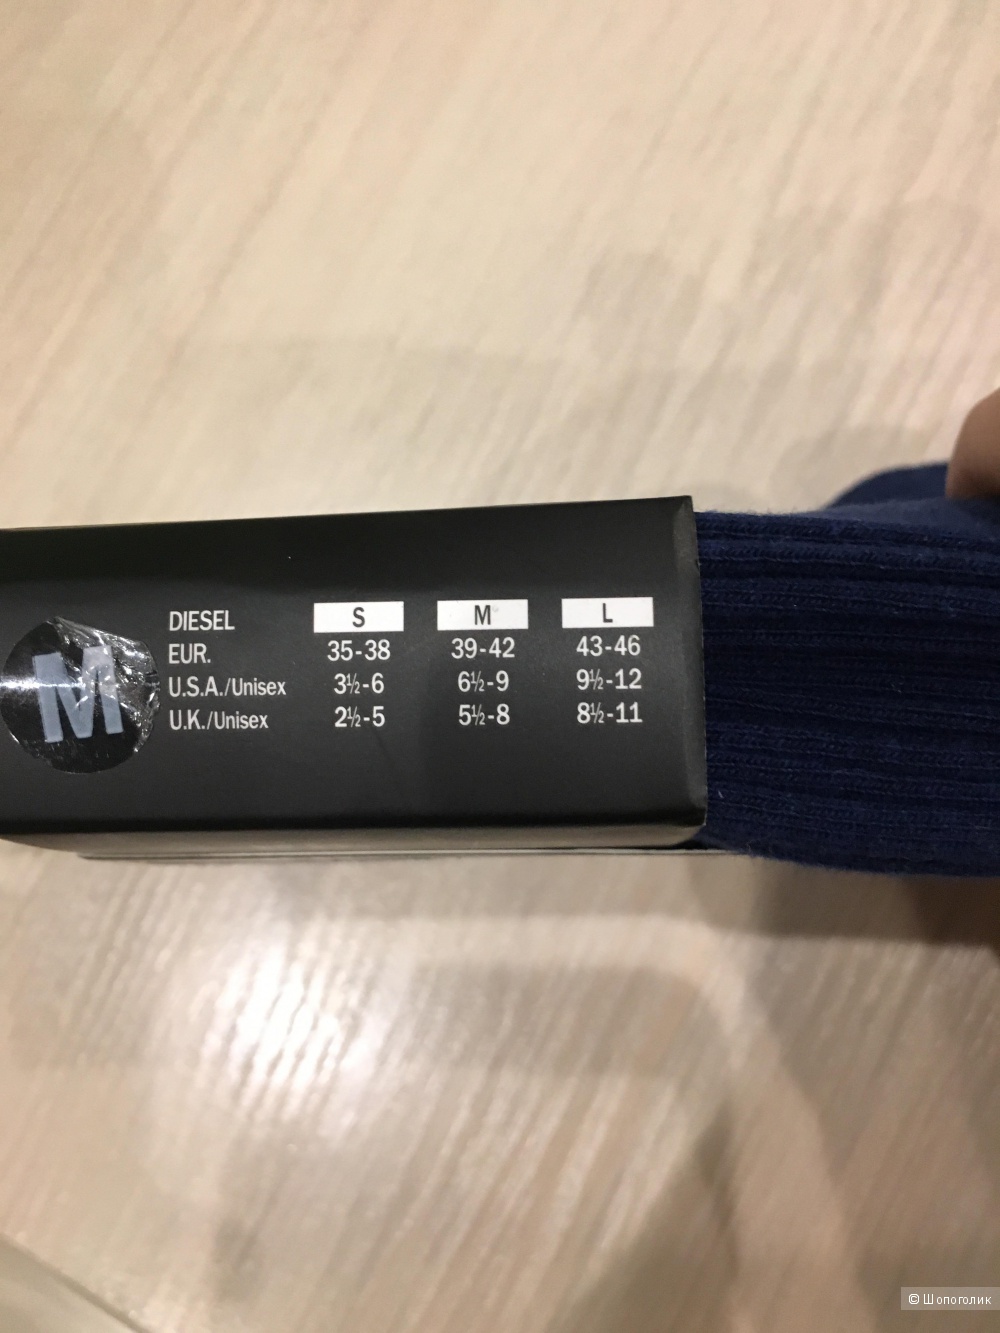 DIESEL S M L
EUR. 35-38 39-42 43-46
U.S.A./Unisex 3½-6 6½-9 9½-12
U.K./Unisex 2½-5 5½-8 8½-11
M
© Шопоголик